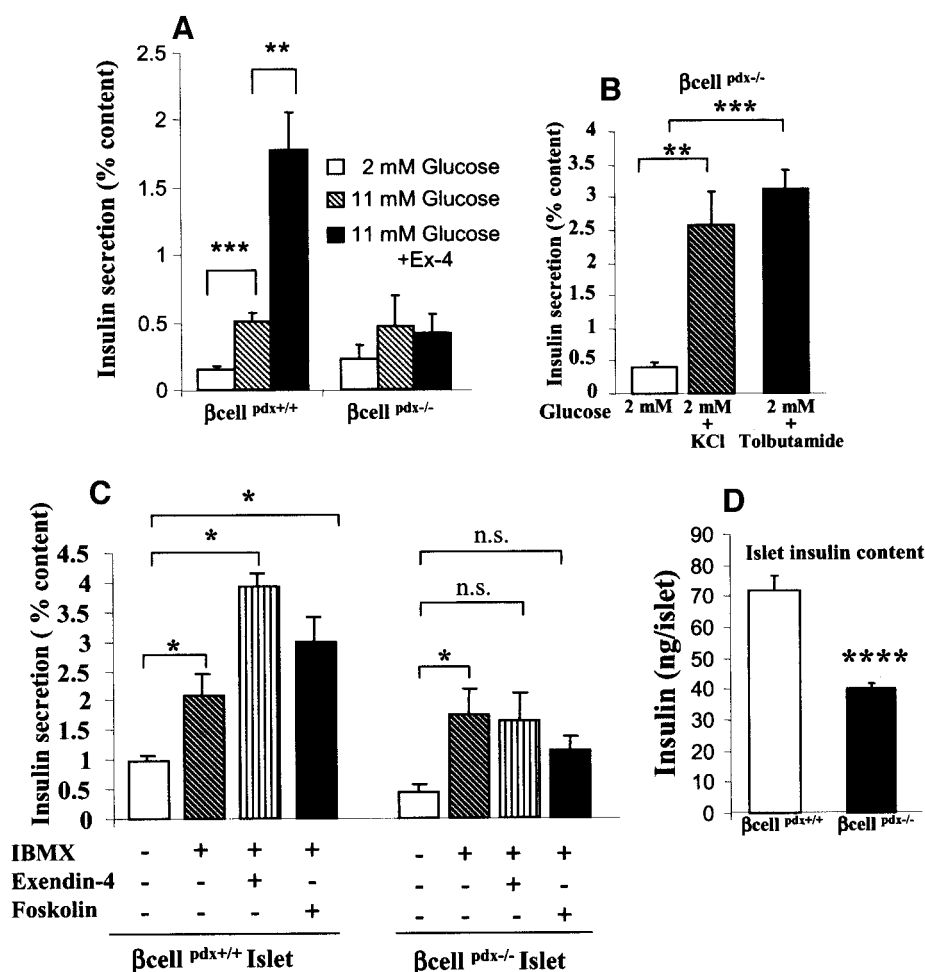 A
Insulin secretion (% content)
2.5
2
1.5
1
0.5
0
***
**
2 mM Glucose
11 mM Glucose
11 mM Glucose
+Ex-4
βcell pdx+/+
βcell pdx-/-
B
βcell pdx-/-
Insulin secretion (% content)
4
3.5
3
2.5
2
1.5
1
0.5
0
**
***
Glucose 2 mM 2 mM 2 mM
+ +
KCl Tolbutamide
C
Insulin secretion ( % content)
4.5
4
3.5
3
2.5
2
1.5
1
0.5
0
*
*
*
*
n.s.
n.s.
IBMX - + + + - + + +
Exendin-4 - - + - - - + -
Foskolin - - - + - - - +
βcell pdx+/+ Islet
βcell pdx-/- Islet
D
Islet insulin content
Insulin (ng/islet)
90
80
70
60
50
40
30
20
10
0
****
βcell pdx+/+
βcell pdx-/-